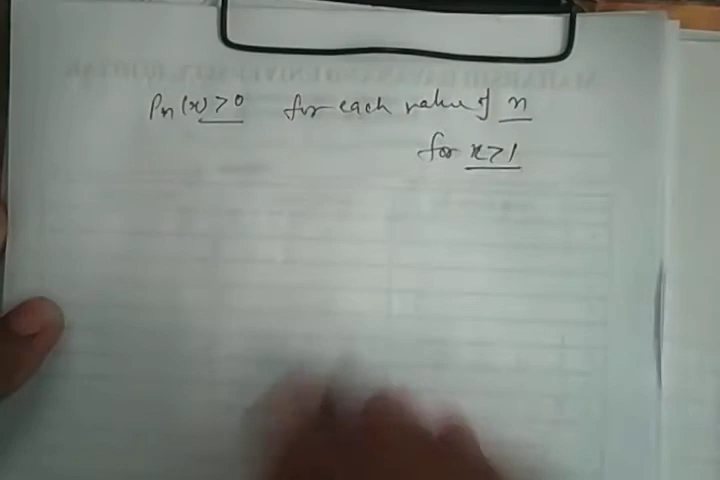 Pn(x)>0 for each value of n
for x>1